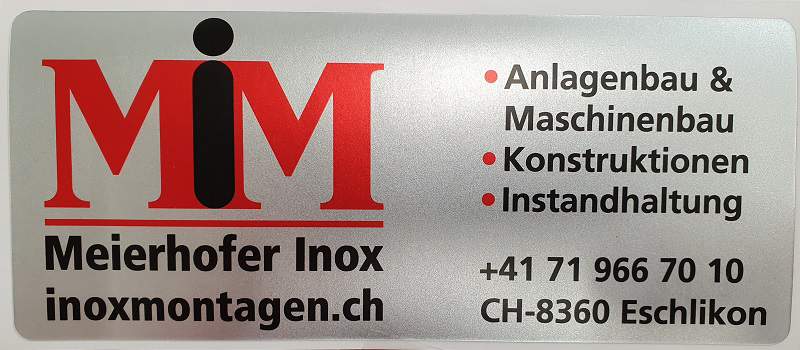 MiM
Meierhofer Inox
inoxmontagen.ch
• Anlagenbau &
Maschinenbau
• Konstruktionen
• Instandhaltung
+41 71 966 70 10
CH-8360 Eschlikon